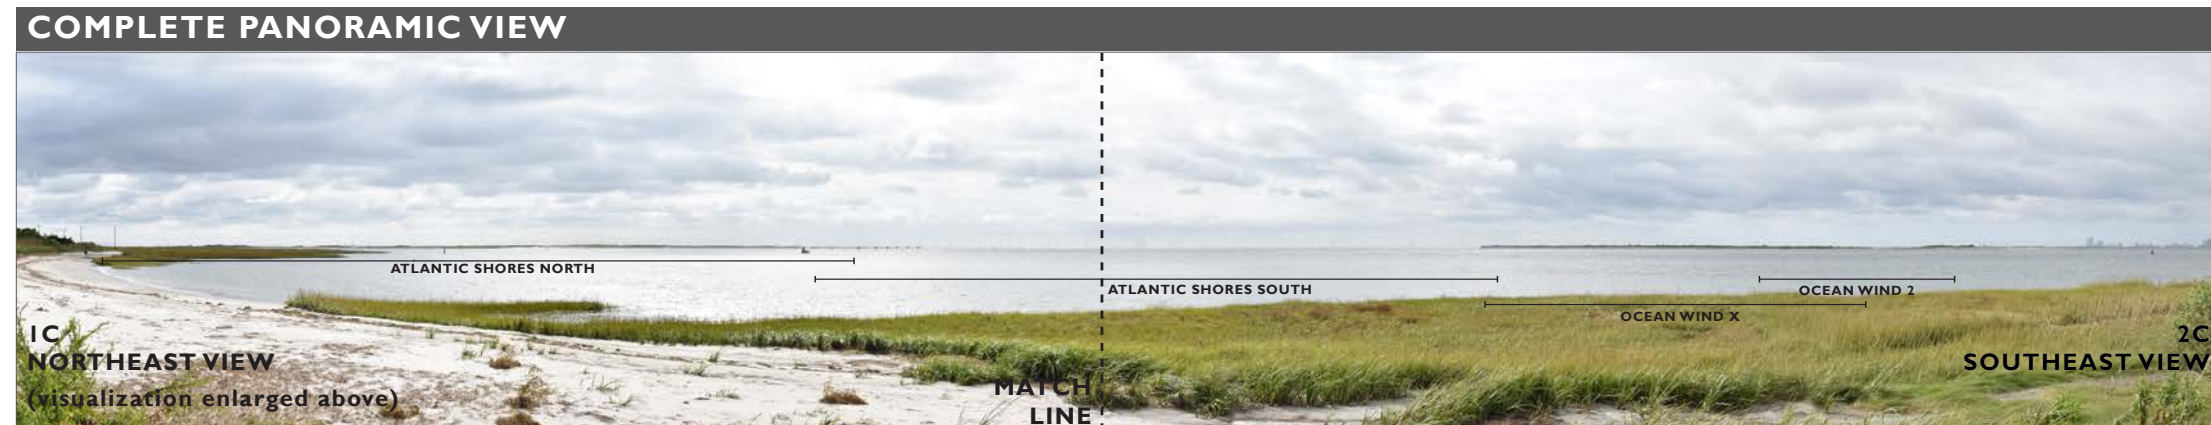 COMPLETE PANORAMIC VIEW
ATLANTIC SHORES NORTH
ATLANTIC SHORES SOUTH
OCEAN WIND 2
OCEAN WIND X
1C
NORTHEAST VIEW
(visualization enlarged above)
MATCH
LINE
2C
SOUTHEAST VIEW